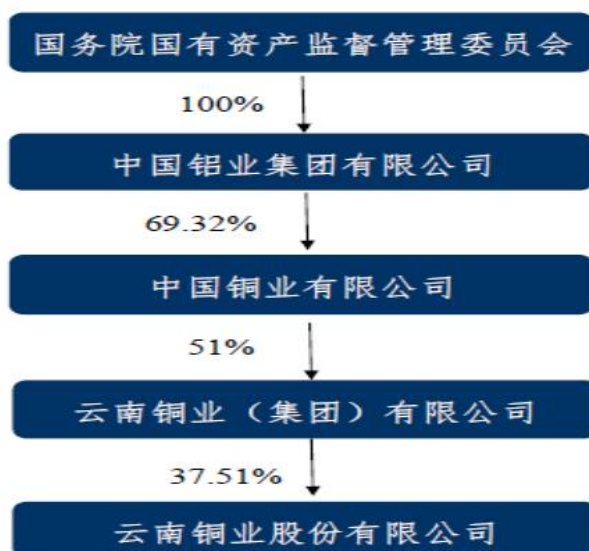 国务院国有资产监督管理委员会
100%
中国铝业集团有限公司
69.32%
中国铜业有限公司
51%
云南铜业（集团）有限公司
37.51%
云南铜业股份有限公司